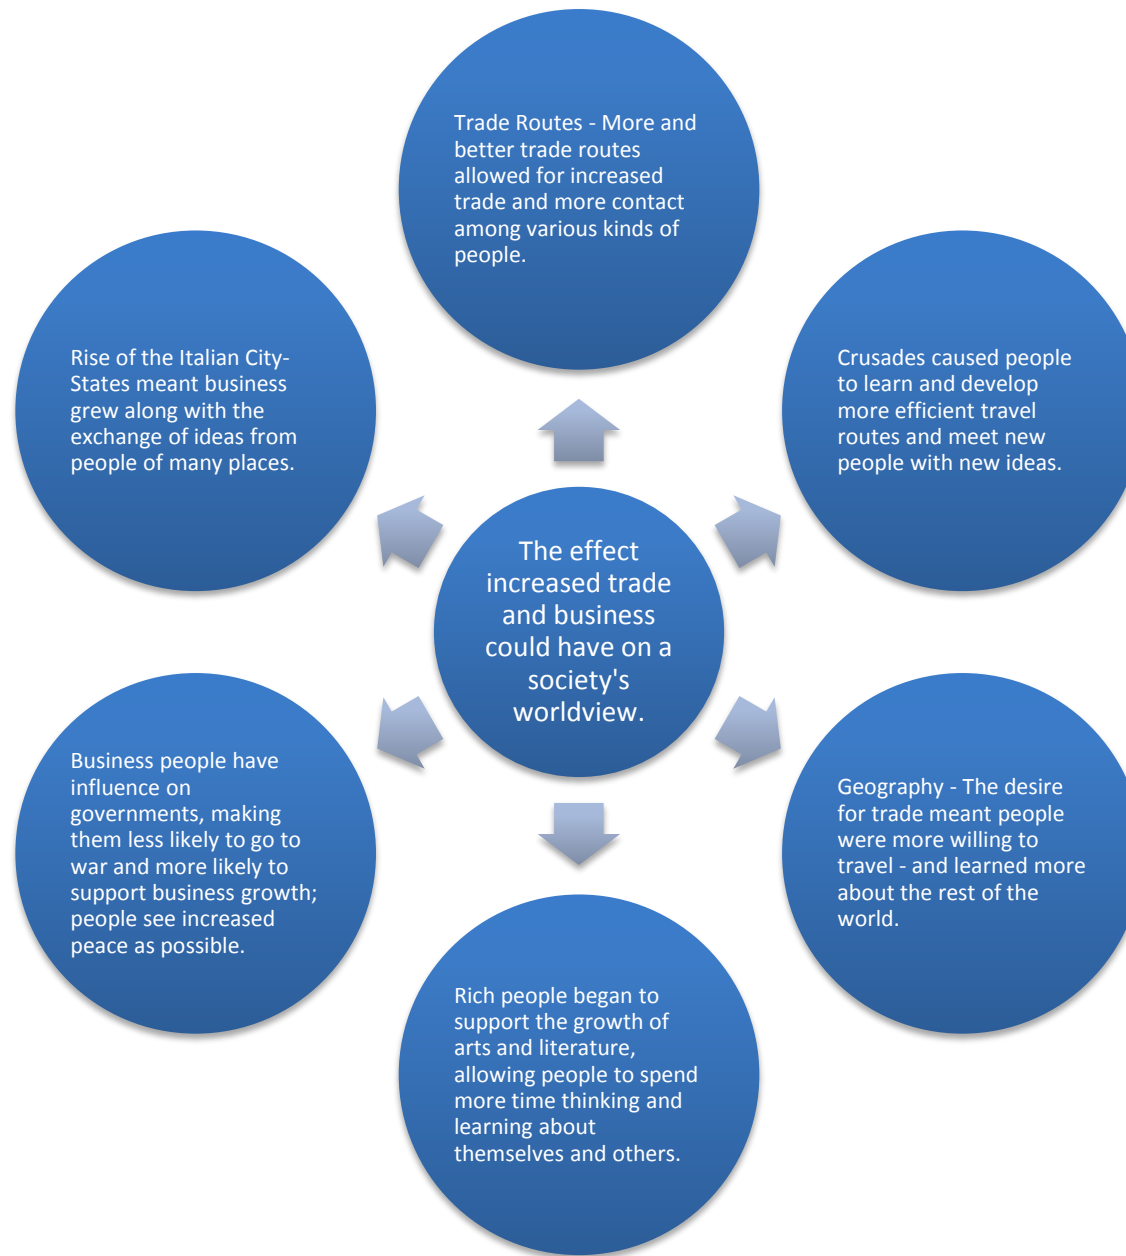 Trade Routes - More and
better trade routes
allowed for increased
trade and more contact
among various kinds of
people.
Rise of the Italian City-
States meant business
grew along with the
exchange of ideas from
people of many places.
Crusades caused people
to learn and develop
more efficient travel
routes and meet new
people with new ideas.
The effect
increased trade
and business
could have on a
society's
worldview.
Business people have
influence on
governments, making
them less likely to go to
war and more likely to
support business growth;
people see increased
peace as possible.
Geography - The desire
for trade meant people
were more willing to
travel - and learned more
about the rest of the
world.
Rich people began to
support the growth of
arts and literature,
allowing people to spend
more time thinking and
learning about
themselves and others.